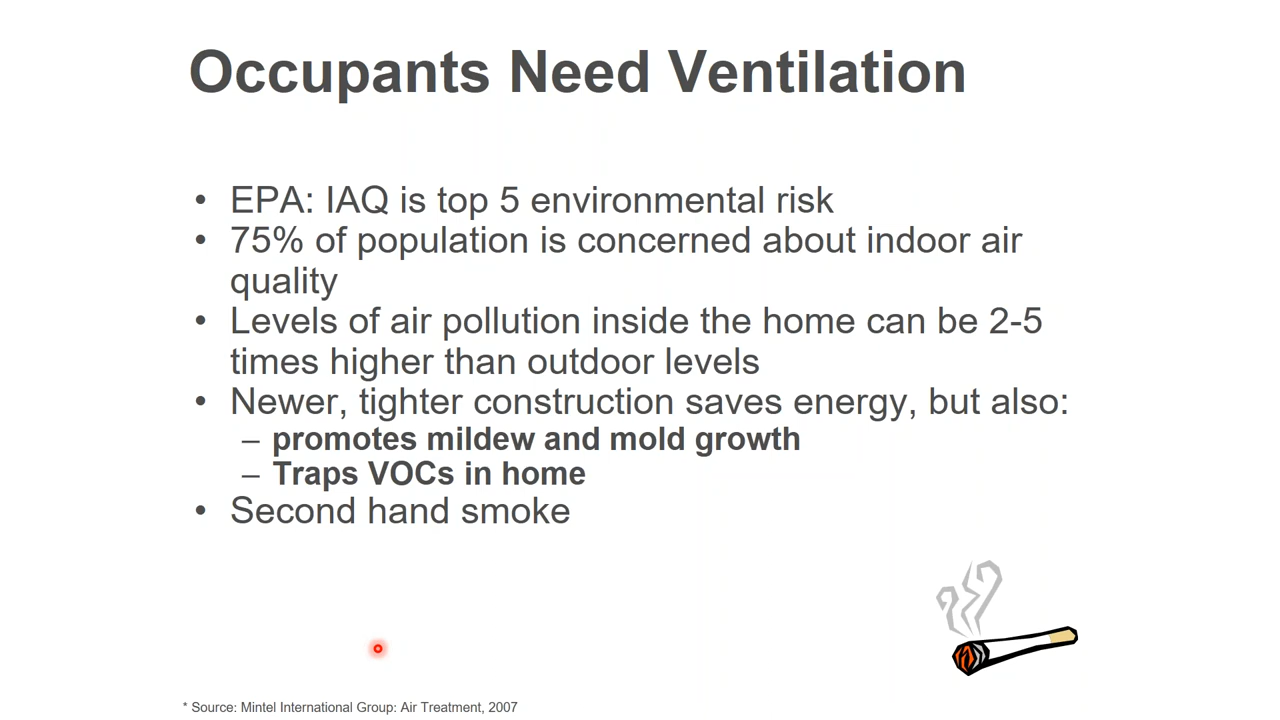 Occupants Need Ventilation
• EPA: IAQ is top 5 environmental risk
• 75% of population is concerned about indoor air
quality
• Levels of air pollution inside the home can be 2-5
times higher than outdoor levels
• Newer, tighter construction saves energy, but also:
– promotes mildew and mold growth
– Traps VOCs in home
• Second hand smoke
* Source: Mintel International Group: Air Treatment, 2007